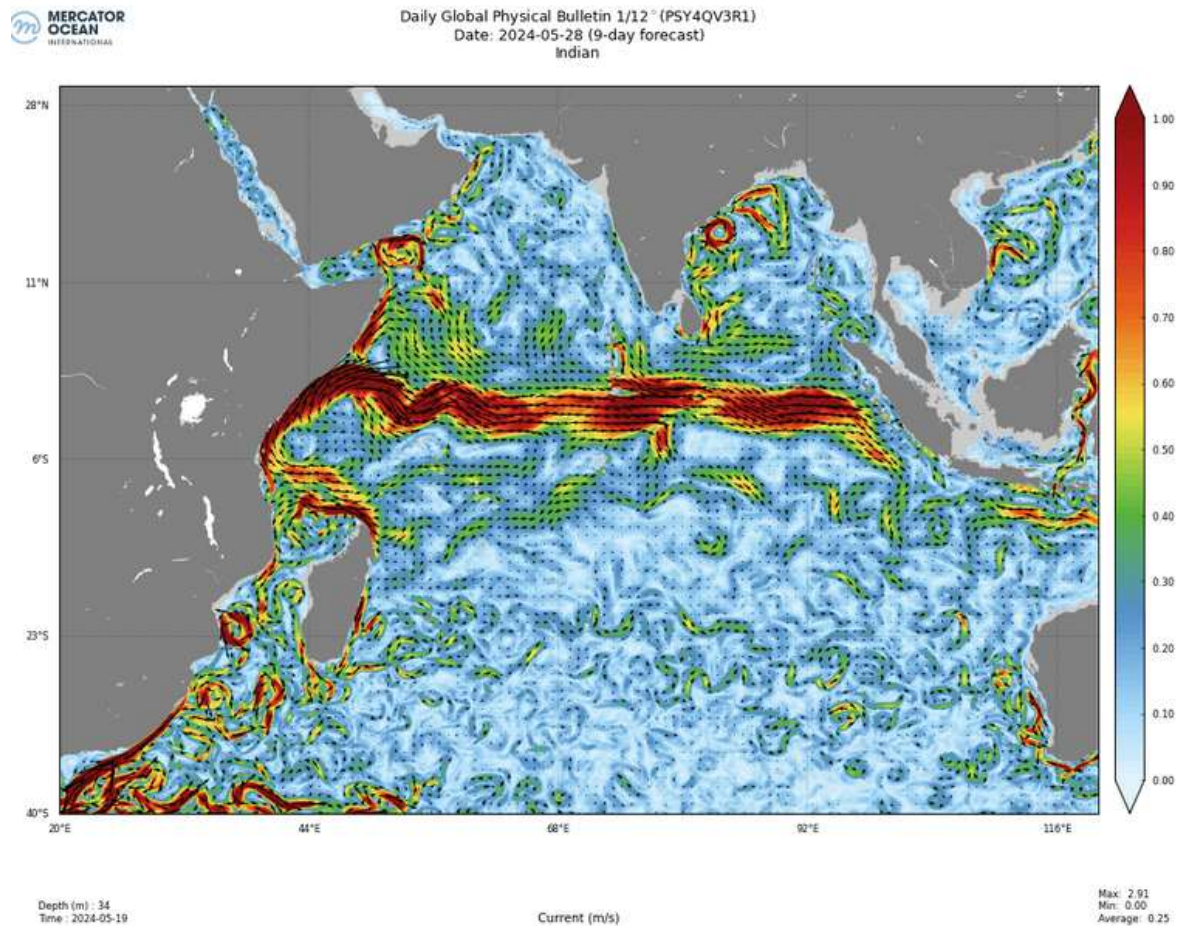 MERCATOR
OCEAN
INTERNATIONAL
Daily Global Physical Bulletin 1/12° (PSY4QV3R1)
Date: 2024-05-28 (9-day forecast)
Indian
28°N
11°N
6°S
23°S
40°S
20°E
44°E
68°E
92°E
116°E
1.00
0.90
0.80
0.70
0.60
0.50
0.40
0.30
0.20
0.10
0.00
Depth (m) : 34
Time : 2024-05-19
Current (m/s)
Max: 2.91
Min: 0.00
Average: 0.25